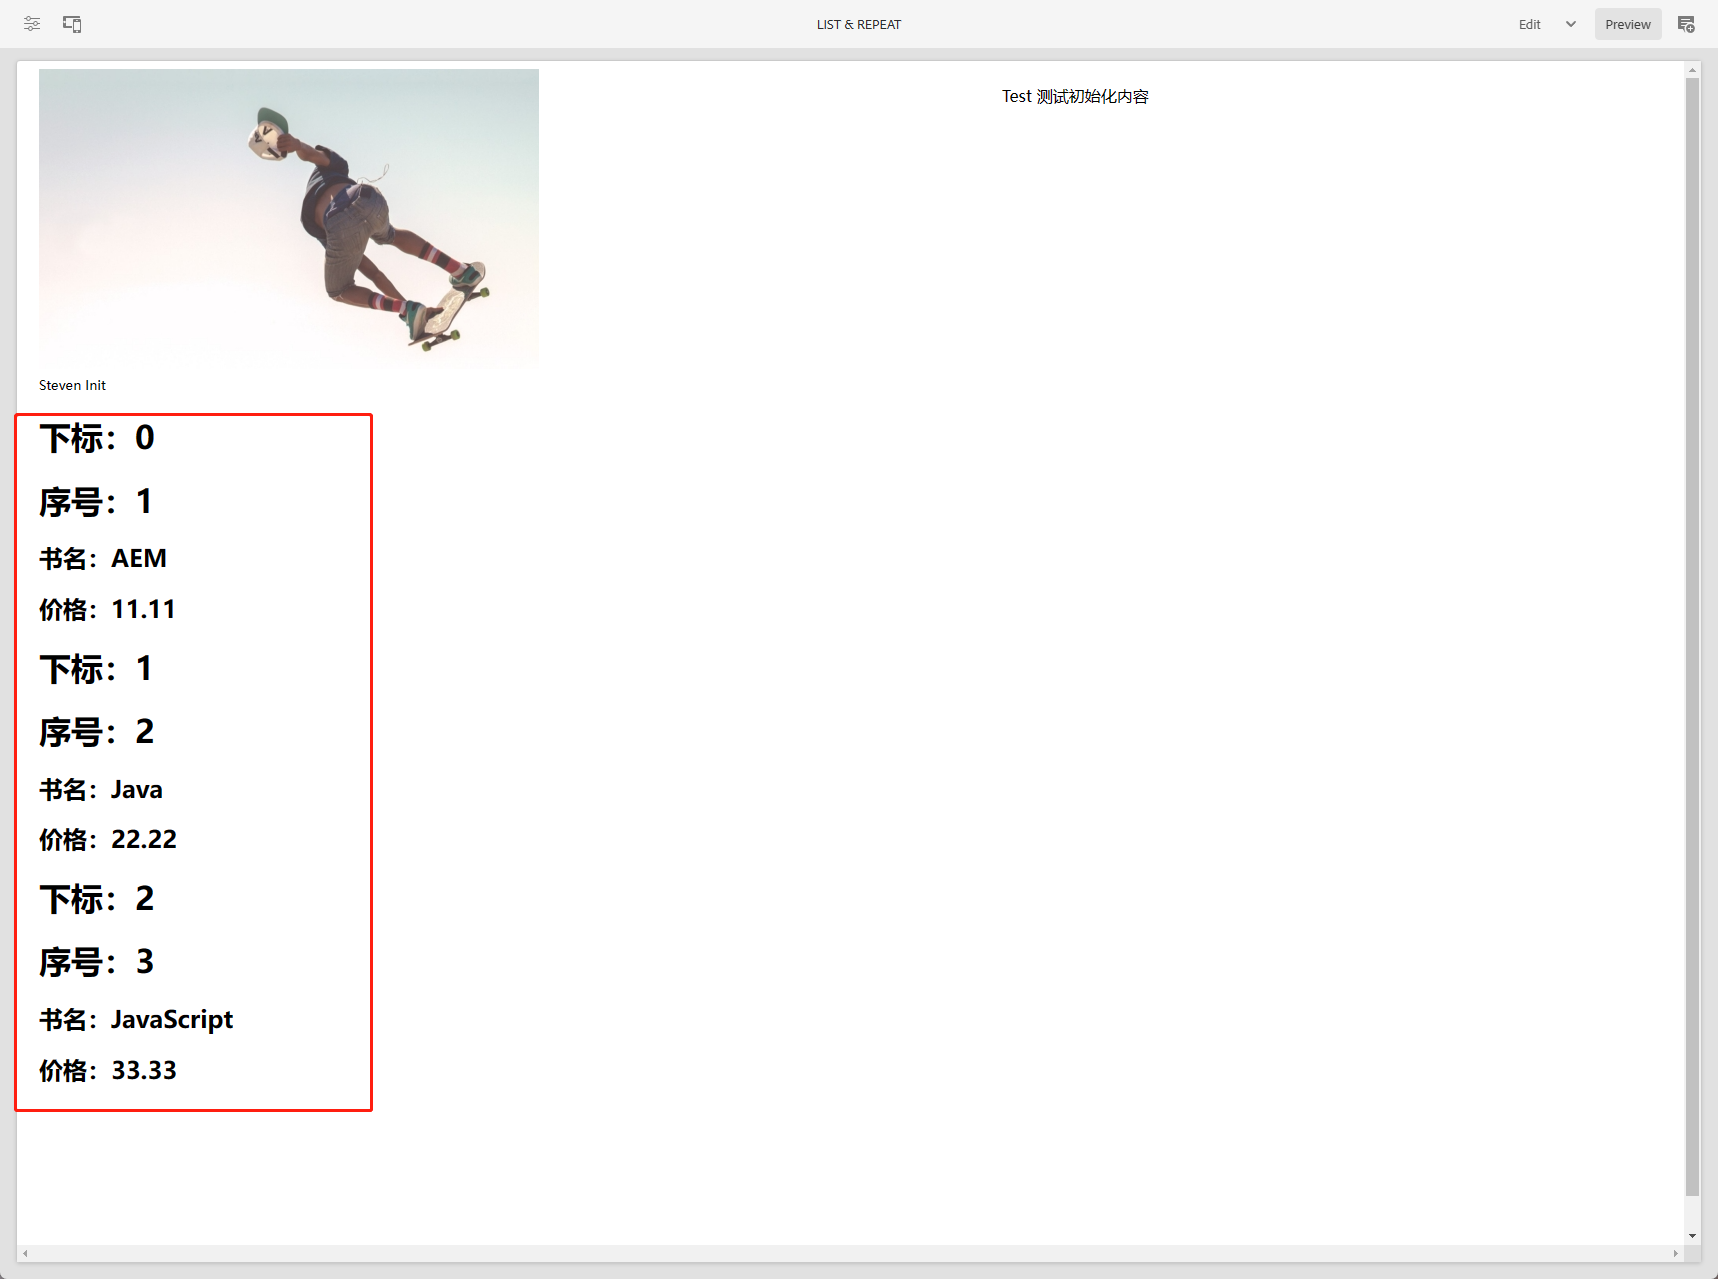 LIST & REPEAT
Edit
Preview
Test 测试初始化内容
Steven Init
下标：0
序号：1
书名：AEM
价格：11.11
下标：1
序号：2
书名：Java
价格：22.22
下标：2
序号：3
书名：JavaScript
价格：33.33